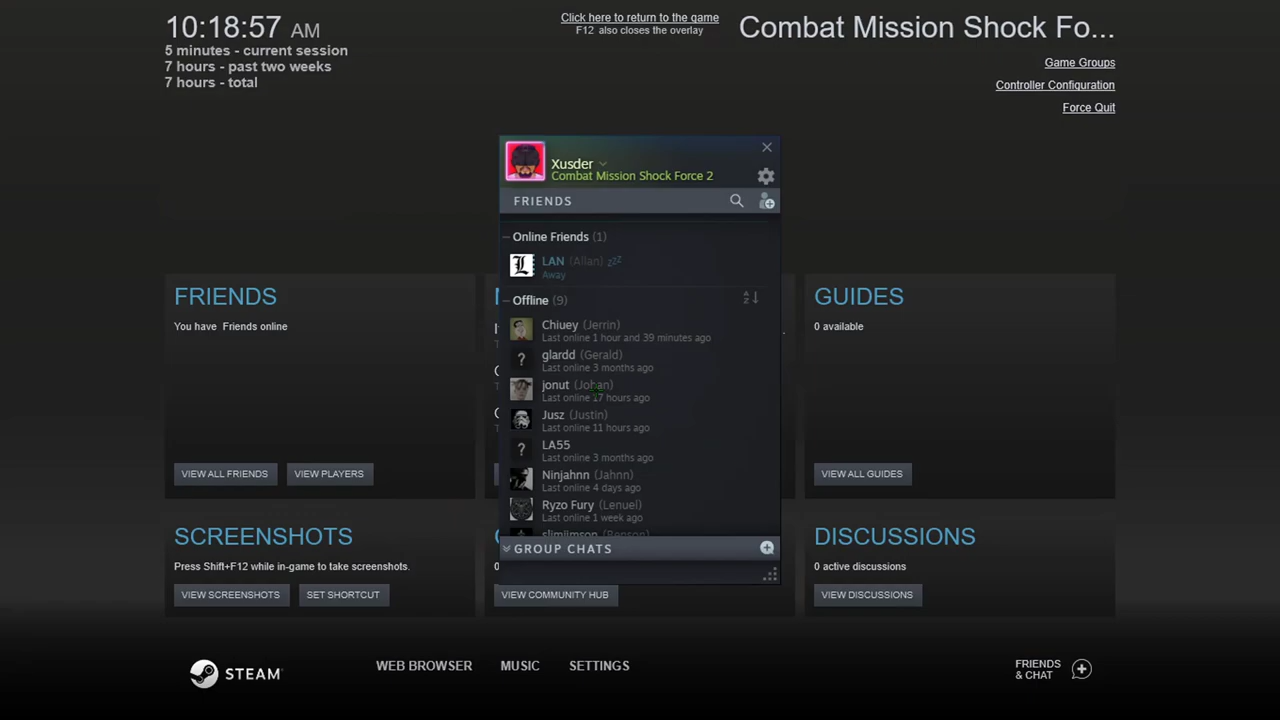 10:18:57 AM
5 minutes - current session
7 hours - past two weeks
7 hours - total
Click here to return to the game
F12 also closes the overlay
Combat Mission Shock Fo...
Game Groups
Controller Configuration
Force Quit
Xusder
Combat Mission Shock Force 2
FRIENDS
Online Friends (1)
LAN (Allan) zzz
Away
Offline (9)
Chiuey (Jerrin)
Last online 1 hour and 39 minutes ago
glardd (Gerald)
Last online 3 months ago
jonut (Johan)
Last online 17 hours ago
Jusz (Justin)
Last online 11 hours ago
LA55
Last online 3 months ago
Ninjahnn (Jahnn)
Last online 4 days ago
Ryzo Fury (Lenuel)
Last online 1 week ago
slimjimson (Benson)
GROUP CHATS
FRIENDS
You have Friends online
VIEW ALL FRIENDS
VIEW PLAYERS
GUIDES
0 available
VIEW ALL GUIDES
SCREENSHOTS
Press Shift+F12 while in-game to take screenshots.
VIEW SCREENSHOTS
SET SHORTCUT
VIEW COMMUNITY HUB
DISCUSSIONS
0 active discussions
VIEW DISCUSSIONS
STEAM
WEB BROWSER
MUSIC
SETTINGS
FRIENDS
& CHAT